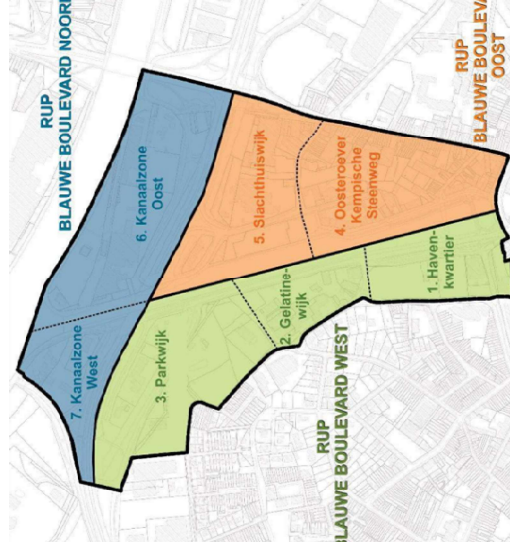 RUP
BLAUWE BOULEVARD NOORD
7. Kanaalzone
West
6. Kanaalzone
Oost
3. Parkwijk
5. Slachthuiswijk
2. Gelatine-
wijk
4. Oosteroever
Kempische
Steenweg
1. Haven-
kwartier
RUP
BLAUWE BOULEVARD WEST
RUP
BLAUWE BOULEVA
OOST